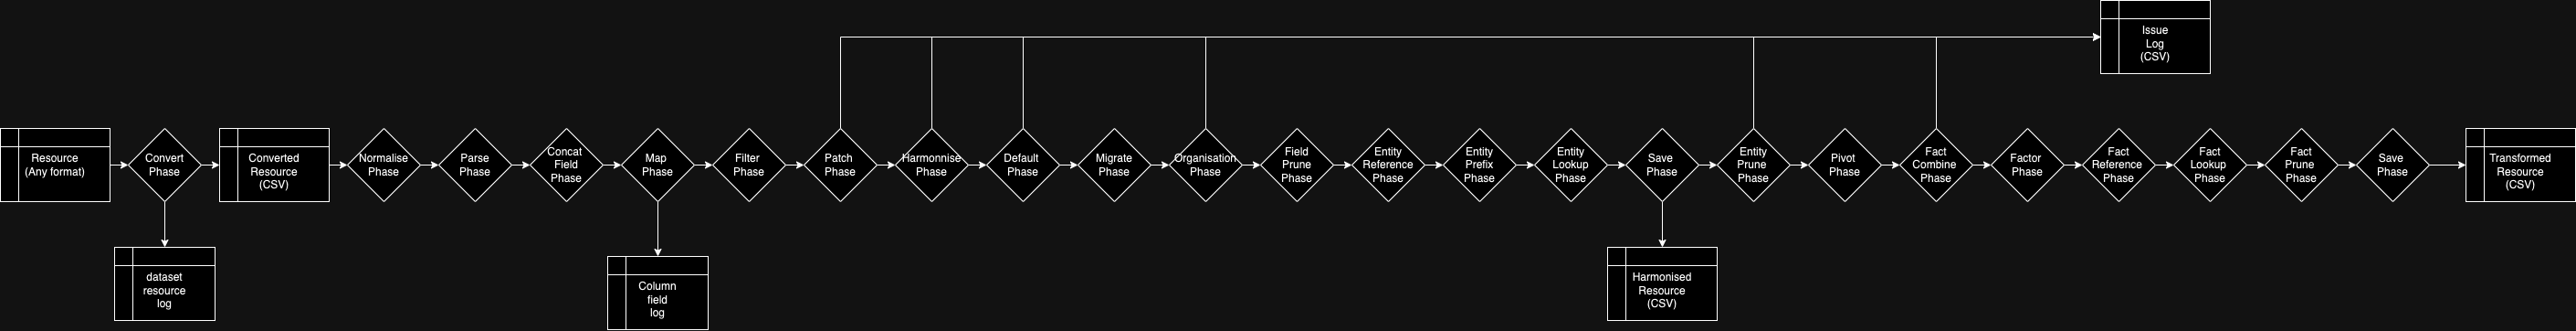 Issue
Log
(CSV)
Resource
(Any format)
Convert
Phase
Converted
Resource
(CSV)
Normalise
Phase
Parse
Phase
Concat
Field
Phase
Map
Phase
Filter
Phase
Patch
Phase
Harmonnise
Phase
Default
Phase
Migrate
Phase
Organisation
Phase
Field
Prune
Phase
Entity
Reference
Phase
Entity
Prefix
Phase
Entity
Lookup
Phase
Save
Phase
Entity
Prune
Phase
Pivot
Phase
Fact
Combine
Phase
Factor
Phase
Fact
Reference
Phase
Fact
Lookup
Phase
Fact
Prune
Phase
Save
Phase
Transformed
Resource
(CSV)
dataset
resource
log
Column
field
log
Harmonised
Resource
(CSV)